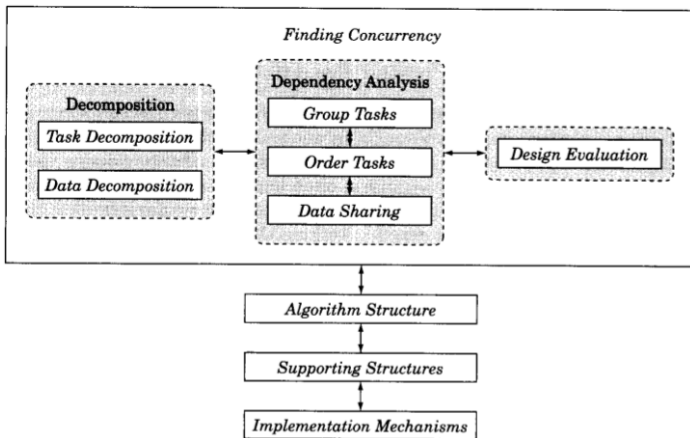 Finding Concurrency
Decomposition
Task Decomposition
Data Decomposition
Dependency Analysis
Group Tasks
Order Tasks
Data Sharing
Design Evaluation
Algorithm Structure
Supporting Structures
Implementation Mechanisms